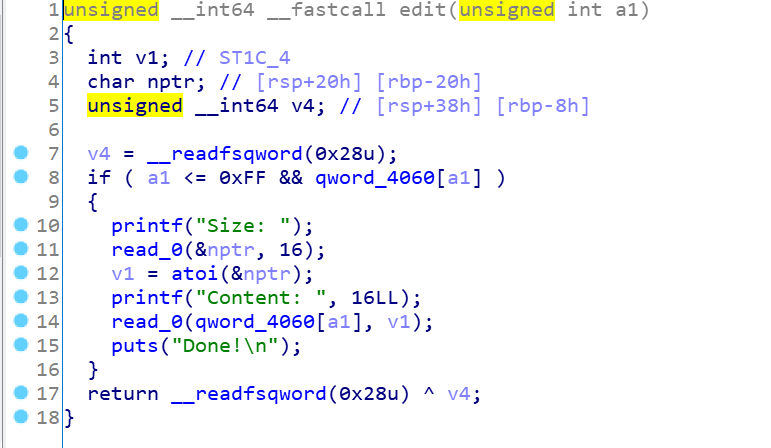 1 unsigned __int64 __fastcall edit(unsigned int a1)
2 {
3 int v1; // ST1C_4
4 char nptr; // [rsp+20h] [rbp-20h]
5 unsigned __int64 v4; // [rsp+38h] [rbp-8h]
6
7 v4 = __readfsqword(0x28u);
8 if ( a1 <= 0xFF && qword_4060[a1] )
9 {
10 printf("Size: ");
11 read_0(&nptr, 16);
12 v1 = atoi(&nptr);
13 printf("Content: ", 16LL);
14 read_0(qword_4060[a1], v1);
15 puts("Done!\n");
16 }
17 return __readfsqword(0x28u) ^ v4;
18 }